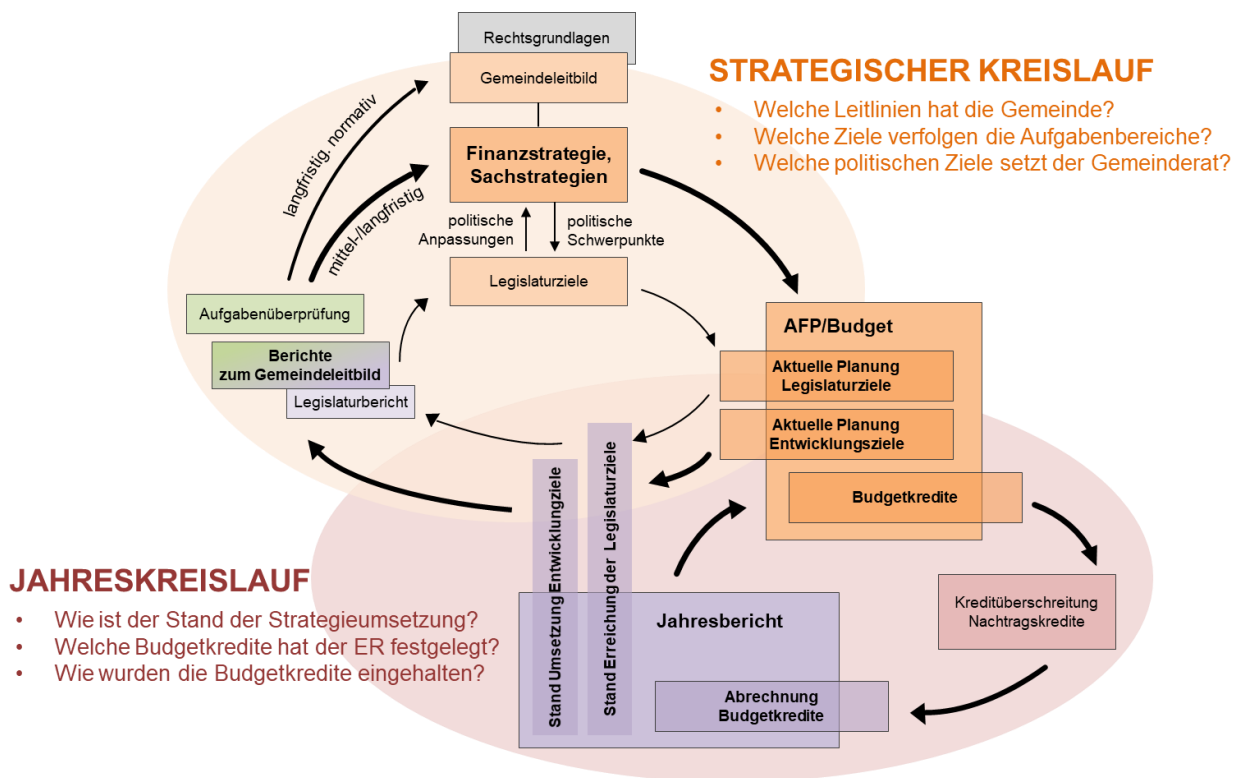 Rechtsgrundlagen
Gemeindeleitbild
STRATEGISCHER KREISLAUF
• Welche Leitlinien hat die Gemeinde?
• Welche Ziele verfolgen die Aufgabenbereiche?
• Welche politischen Ziele setzt der Gemeinderat?
langfristig. normativ
mittel-/langfristig
Finanzstrategie,
Sachstrategien
politische
Anpassungen
politische
Schwerpunkte
Legislaturziele
Aufgabenüberprüfung
Berichte
zum Gemeindeleitbild
Legislaturbericht
AFP/Budget
Aktuelle Planung
Legislaturziele
Aktuelle Planung
Entwicklungsziele
Budgetkredite
Stand Umsetzung Entwicklungziele
Stand Erreichung der Legislaturziele
JAHRESKREISLAUF
• Wie ist der Stand der Strategieumsetzung?
• Welche Budgetkredite hat der ER festgelegt?
• Wie wurden die Budgetkredite eingehalten?
Jahresbericht
Kreditüberschreitung
Nachtragskredite
Abrechnung
Budgetkredite